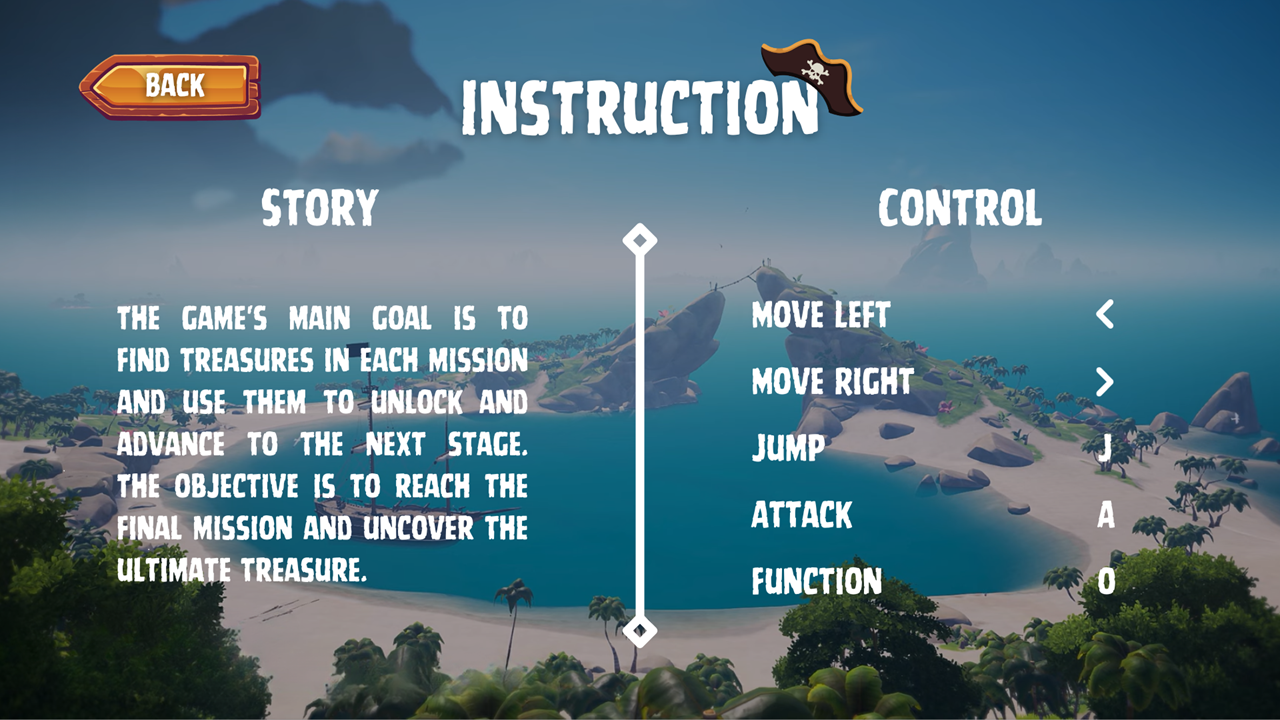 BACK
INSTRUCTION
STORY
THE GAME'S MAIN GOAL IS TO
FIND TREASURES IN EACH MISSION
AND USE THEM TO UNLOCK AND
ADVANCE TO THE NEXT STAGE.
THE OBJECTIVE IS TO REACH THE
FINAL MISSION AND UNCOVER THE
ULTIMATE TREASURE.
CONTROL
MOVE LEFT <
MOVE RIGHT >
JUMP J
ATTACK A
FUNCTION O